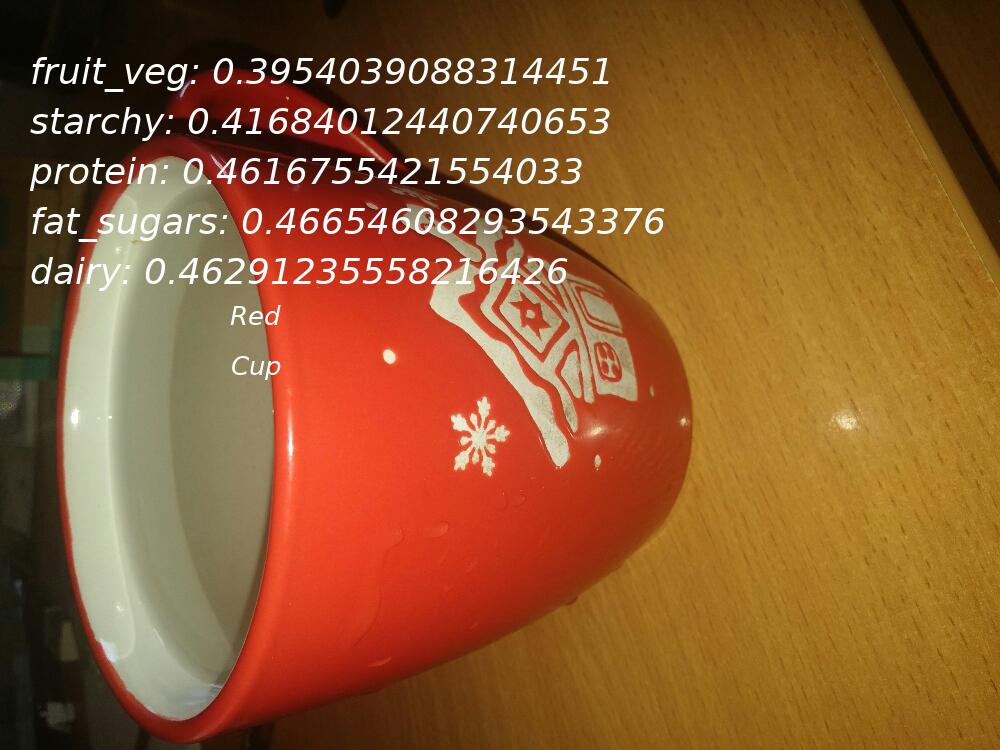 fruit_veg: 0.3954039088314451
starchy: 0.41684012440740653
protein: 0.4616755421554033
fat_sugars: 0.46654608293543376
dairy: 0.46291235558216426
Red
Cup